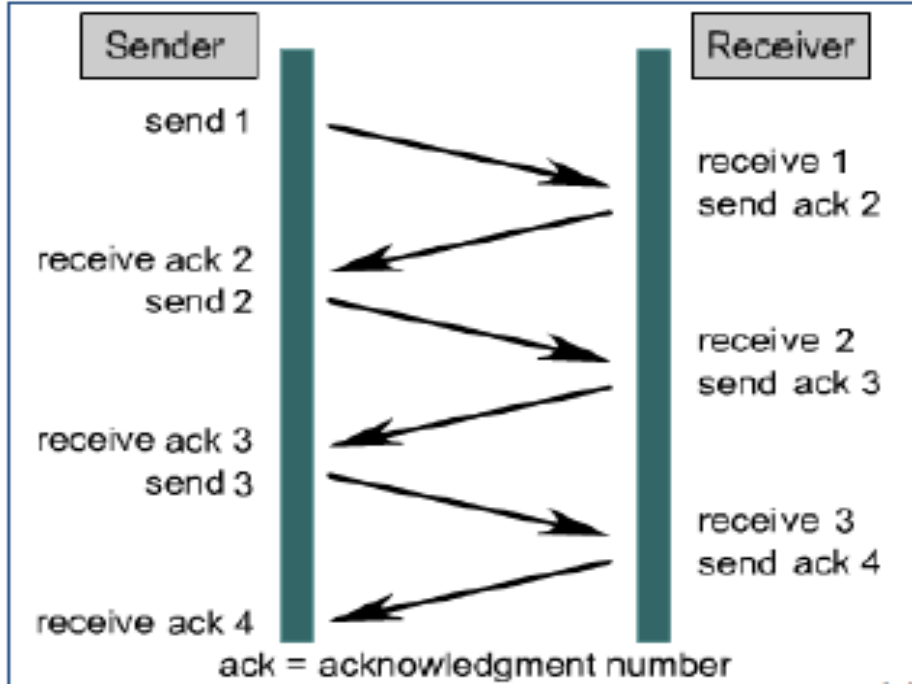 Sender
Receiver
send 1
receive 1
send ack 2
receive ack 2
send 2
receive 2
send ack 3
receive ack 3
send 3
receive 3
send ack 4
receive ack 4
ack = acknowledgment number